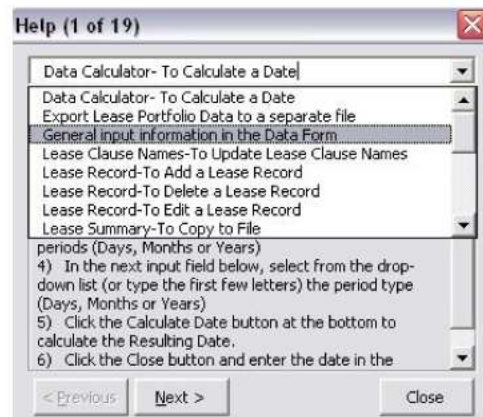 Help (1 of 19)
Data Calculator- To Calculate a Date
Data Calculator- To Calculate a Date
Export Lease Portfolio Data to a separate file
General input information in the Data Form
Lease Clause Names-To Update Lease Clause Names
Lease Record-To Add a Lease Record
Lease Record-To Delete a Lease Record
Lease Record-To Edit a Lease Record
Lease Summary-To Copy to File
periods (Days, Months or Years)
4) In the next input field below, select from the drop-
down list (or type the first few letters) the period type
(Days, Months or Years)
5) Click the Calculate Date button at the bottom to
calculate the Resulting Date.
6) Click the Close button and enter the date in the
< Previous Next > Close